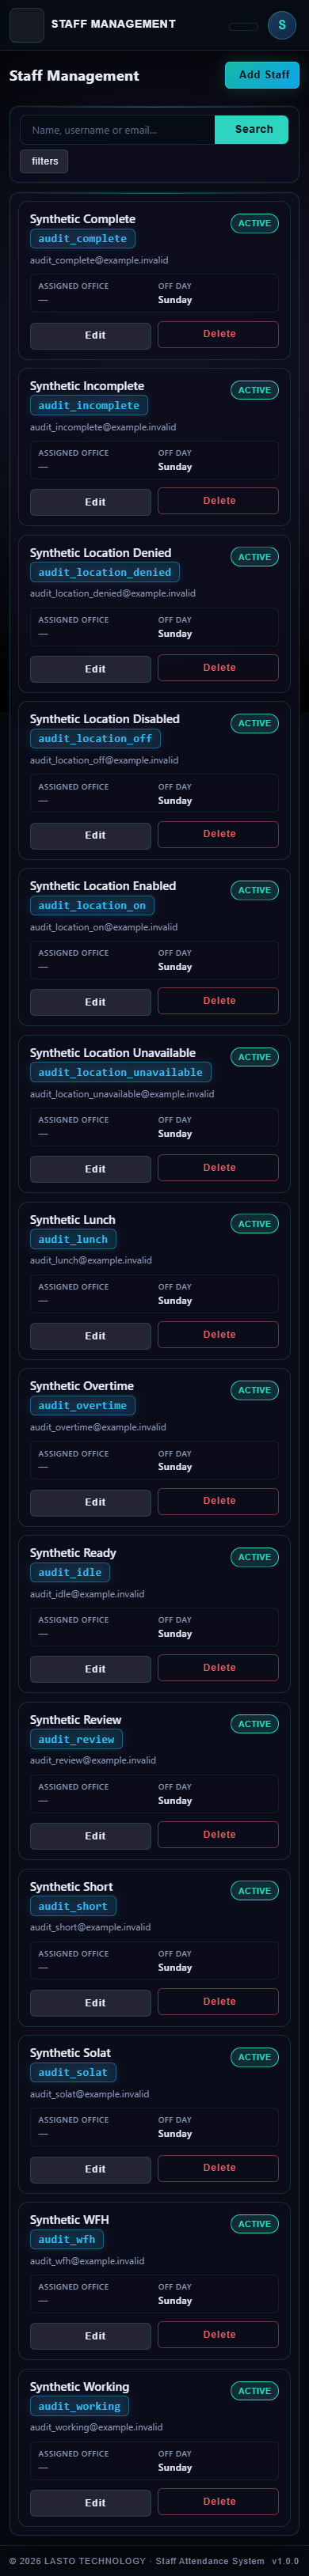 STAFF MANAGEMENT
S
Staff Management
Add Staff
Name, username or email...
Search
filters
Synthetic Complete
ACTIVE
audit_complete
audit_complete@example.invalid
ASSIGNED OFFICE OFF DAY
— Sunday
Edit Delete
Synthetic Incomplete
ACTIVE
audit_incomplete
audit_incomplete@example.invalid
ASSIGNED OFFICE OFF DAY
— Sunday
Edit Delete
Synthetic Location Denied
ACTIVE
audit_location_denied
audit_location_denied@example.invalid
ASSIGNED OFFICE OFF DAY
— Sunday
Edit Delete
Synthetic Location Disabled
ACTIVE
audit_location_off
audit_location_off@example.invalid
ASSIGNED OFFICE OFF DAY
— Sunday
Edit Delete
Synthetic Location Enabled
ACTIVE
audit_location_on
audit_location_on@example.invalid
ASSIGNED OFFICE OFF DAY
— Sunday
Edit Delete
Synthetic Location Unavailable
ACTIVE
audit_location_unavailable
audit_location_unavailable@example.invalid
ASSIGNED OFFICE OFF DAY
— Sunday
Edit Delete
Synthetic Lunch
ACTIVE
audit_lunch
audit_lunch@example.invalid
ASSIGNED OFFICE OFF DAY
— Sunday
Edit Delete
Synthetic Overtime
ACTIVE
audit_overtime
audit_overtime@example.invalid
ASSIGNED OFFICE OFF DAY
— Sunday
Edit Delete
Synthetic Ready
ACTIVE
audit_idle
audit_idle@example.invalid
ASSIGNED OFFICE OFF DAY
— Sunday
Edit Delete
Synthetic Review
ACTIVE
audit_review
audit_review@example.invalid
ASSIGNED OFFICE OFF DAY
— Sunday
Edit Delete
Synthetic Short
ACTIVE
audit_short
audit_short@example.invalid
ASSIGNED OFFICE OFF DAY
— Sunday
Edit Delete
Synthetic Solat
ACTIVE
audit_solat
audit_solat@example.invalid
ASSIGNED OFFICE OFF DAY
— Sunday
Edit Delete
Synthetic WFH
ACTIVE
audit_wfh
audit_wfh@example.invalid
ASSIGNED OFFICE OFF DAY
— Sunday
Edit Delete
Synthetic Working
ACTIVE
audit_working
audit_working@example.invalid
ASSIGNED OFFICE OFF DAY
— Sunday
Edit Delete
© 2026 LASTO TECHNOLOGY · Staff Attendance System v1.0.0